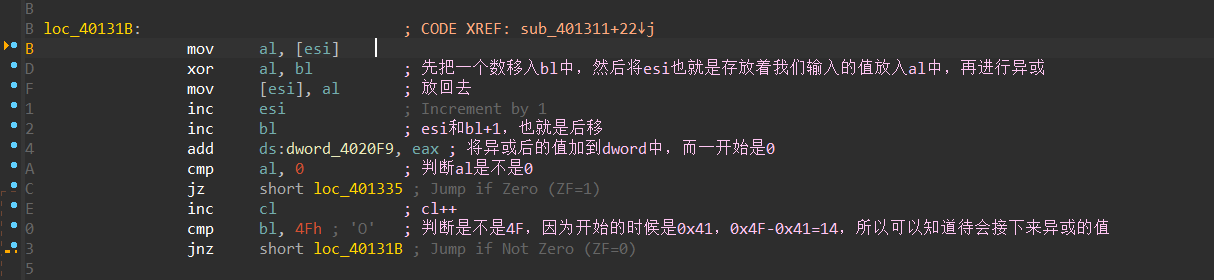 B
B loc_40131B: ; CODE XREF: sub_401311+22↓j
B mov al, [esi]
D xor al, bl ; 先把一个数移入bl中，然后将esi也就是存放着我们输入的值放入al中，再进行异或
F mov [esi], al ; 放回去
1 inc esi ; Increment by 1
2 inc bl ; esi和bl+1，也就是后移
4 add ds:dword_4020F9, eax ; 将异或后的值加到dword中，而一开始是0
A cmp al, 0 ; 判断al是不是0
C jz short loc_401335 ; Jump if Zero (ZF=1)
E inc cl ; cl++
0 cmp bl, 4Fh ; 'O' ; 判断是不是4F，因为开始的时候是0x41，0x4F-0x41=14，所以可以知道待会接下来异或的值
3 jnz short loc_40131B ; Jump if Not Zero (ZF=0)
5